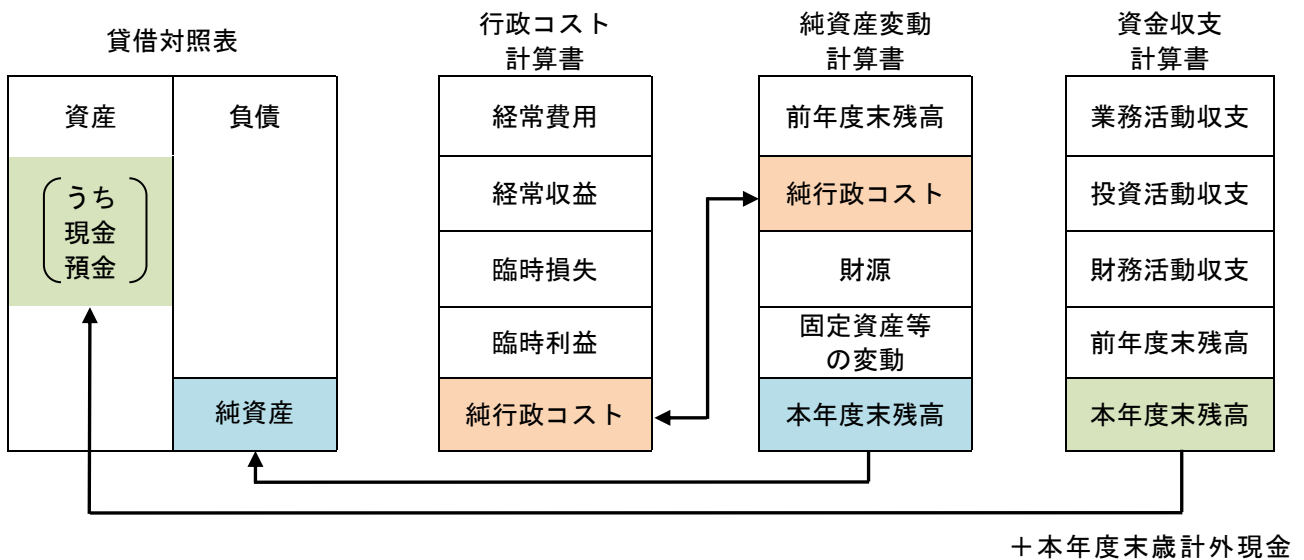 貸借対照表
資産
負債
うち
現金
預金
純資産
行政コスト
計算書
経常費用
経常収益
臨時損失
臨時利益
純行政コスト
純資産変動
計算書
前年度末残高
純行政コスト
財源
固定資産等
の変動
本年度末残高
資金収支
計算書
業務活動収支
投資活動収支
財務活動収支
前年度末残高
本年度末残高
＋本年度末歳計外現金